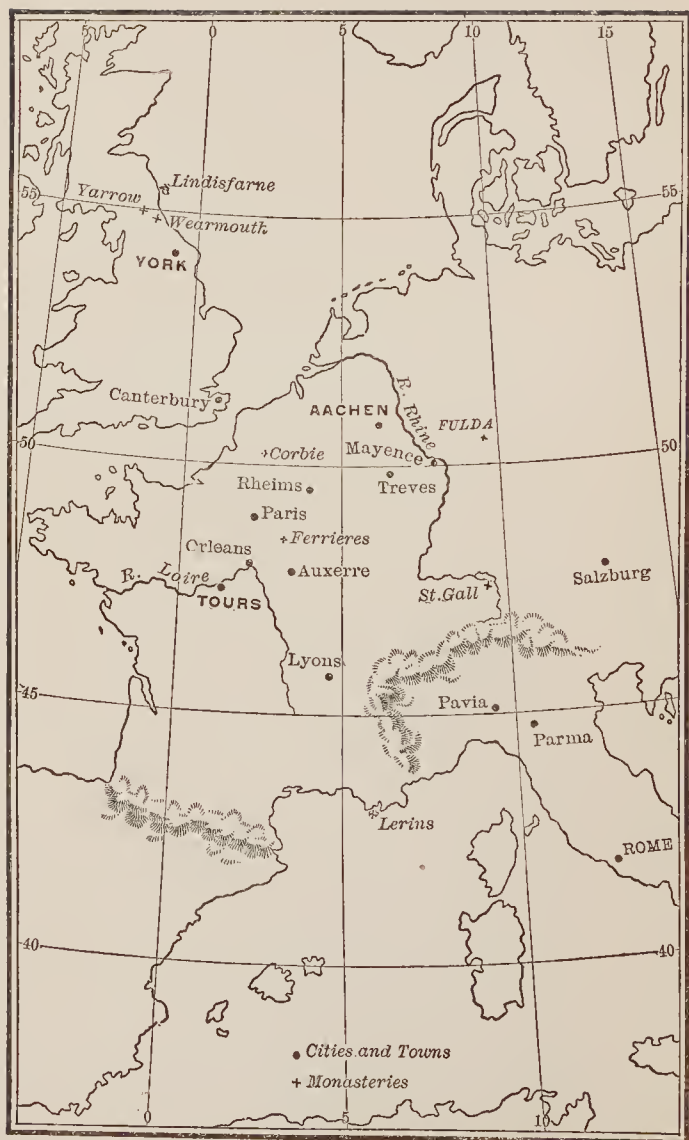 5 0 5 10 15
55 55
Lindisfarne
Yarrow
Wearmouth
YORK
Canterbury
AACHEN
R. Rhine
FULDA
50 50
Corbie
Mayence
Rheims
Treves
Paris
Ferrieres
Orleans
Auxerre
R. Loire
TOURS
St. Gall
Salzburg
Lyons
45
Pavia
Parma
Lerins
ROME
40 40
Cities and Towns
Monasteries
0 5 10